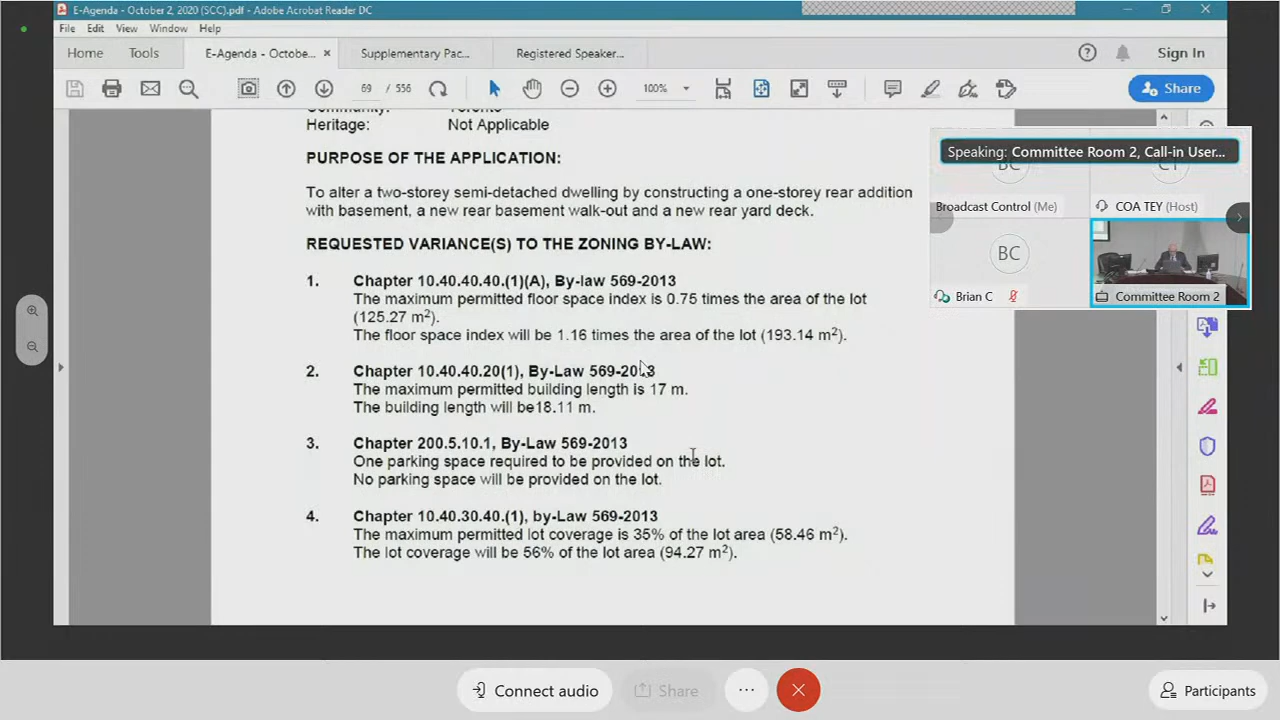 E-Agenda - October 2, 2020 (SCC).pdf - Adobe Acrobat Reader DC
File Edit View Window Help
Home Tools E-Agenda - Octobe... × Supplementary Pac... Registered Speaker... Sign In
69 / 556 100% Share
Community: Toronto
Heritage: Not Applicable
PURPOSE OF THE APPLICATION:
To alter a two-storey semi-detached dwelling by constructing a one-storey rear addition
with basement, a new rear basement walk-out and a new rear yard deck.
REQUESTED VARIANCE(S) TO THE ZONING BY-LAW:
1. Chapter 10.40.40.40.(1)(A), By-law 569-2013
The maximum permitted floor space index is 0.75 times the area of the lot
(125.27 m2).
The floor space index will be 1.16 times the area of the lot (193.14 m2).
2. Chapter 10.40.40.20(1), By-Law 569-2013
The maximum permitted building length is 17 m.
The building length will be18.11 m.
3. Chapter 200.5.10.1, By-Law 569-2013
One parking space required to be provided on the lot.
No parking space will be provided on the lot.
4. Chapter 10.40.30.40.(1), by-Law 569-2013
The maximum permitted lot coverage is 35% of the lot area (58.46 m2).
The lot coverage will be 56% of the lot area (94.27 m2).
Speaking: Committee Room 2, Call-in User...
BC CT
Broadcast Control (Me) COA TEY (Host)
BC
Brian C Committee Room 2
Connect audio Share ... Participants